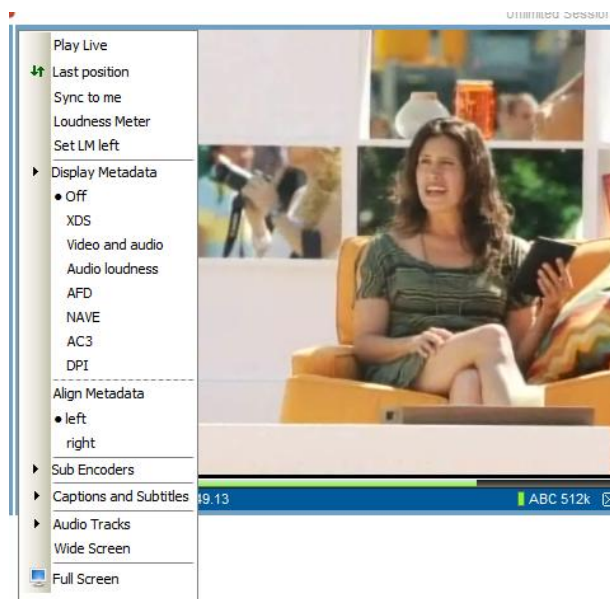 Unlimited Session
Play Live
Last position
Sync to me
Loudness Meter
Set LM left
Display Metadata
Off
XDS
Video and audio
Audio loudness
AFD
NAVE
AC3
DPI
Align Metadata
left
right
Sub Encoders
Captions and Subtitles
49.13
ABC 512k
Audio Tracks
Wide Screen
Full Screen